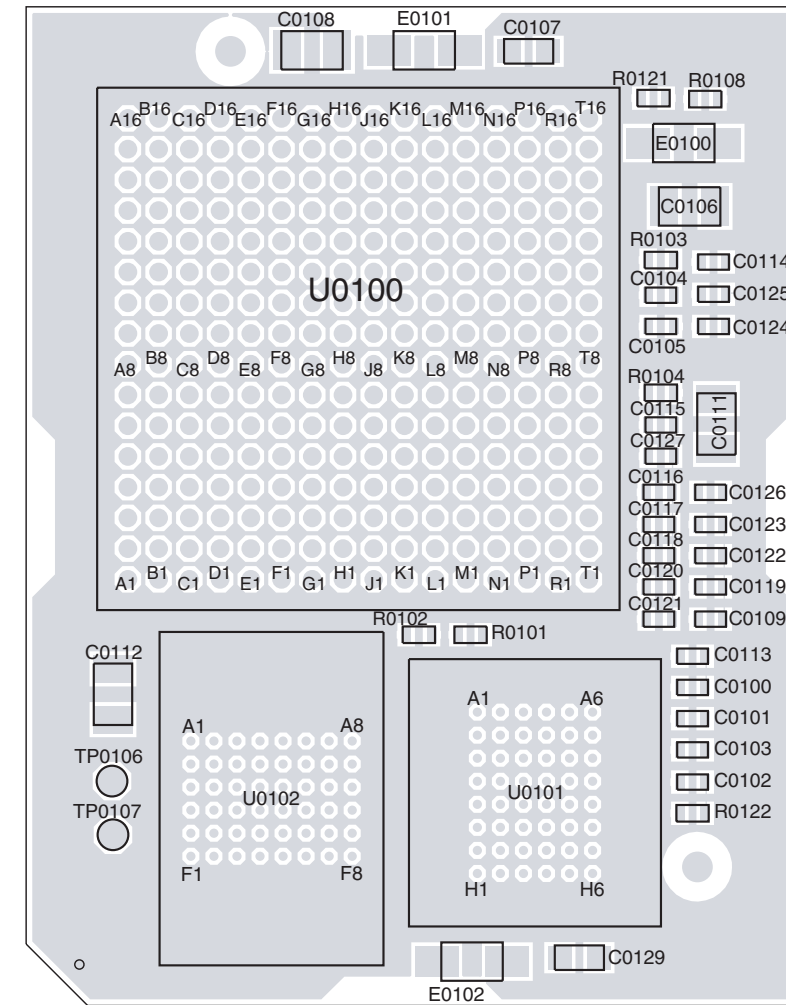 C0108 E0101 C0107
R0121 R0108
A16 B16 C16 D16 E16 F16 G16 H16 J16 K16 L16 M16 N16 P16 R16 T16
E0100
C0106
R0103
C0114
C0104
U0100
C0125
C0124
C0105
A8 B8 C8 D8 E8 F8 G8 H8 J8 K8 L8 M8 N8 P8 R8 T8
R0104
C0115
C0111
C0127
C0116
C0126
C0117
C0123
C0118
C0122
C0120
A1 B1 C1 D1 E1 F1 G1 H1 J1 K1 L1 M1 N1 P1 R1 T1
C0119
C0121
C0109
R0102 R0101
C0112
C0113
C0100
A1 A6
C0101
A1 A8
C0103
TP0106
C0102
U0102
U0101
TP0107
R0122
F1 F8
H1 H6
C0129
E0102